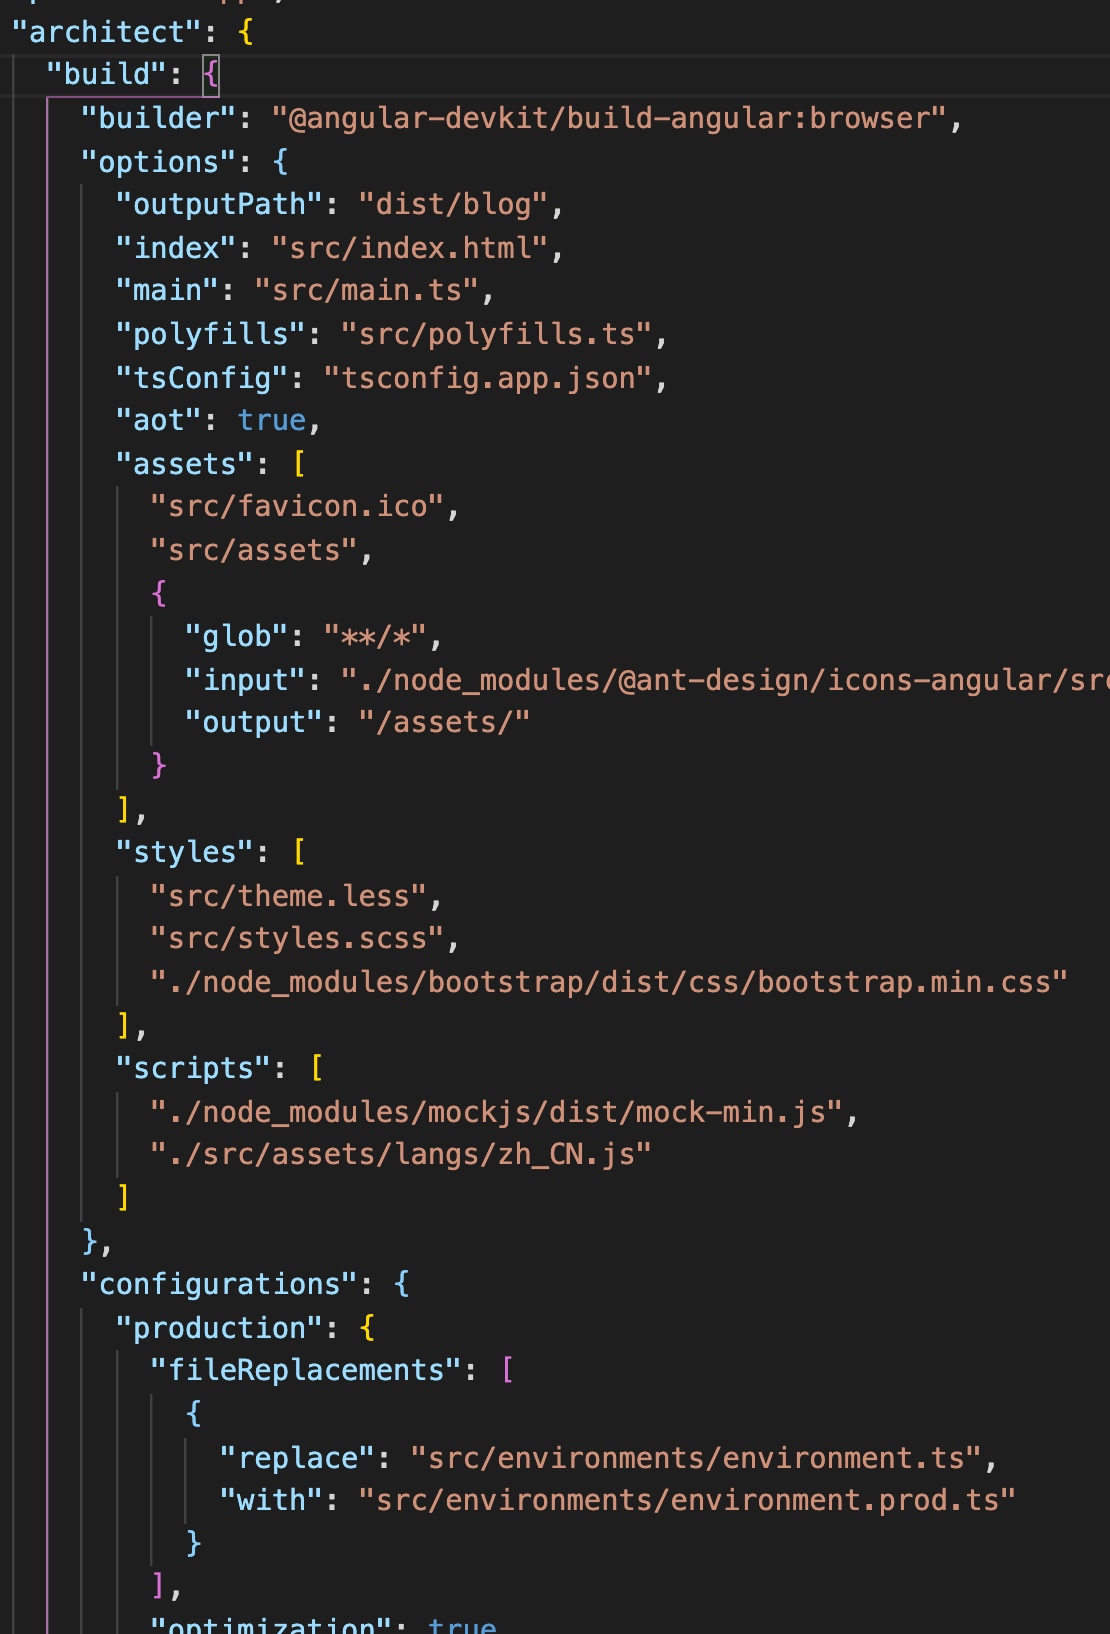 "architect": {
"build": {
"builder": "@angular-devkit/build-angular:browser",
"options": {
"outputPath": "dist/blog",
"index": "src/index.html",
"main": "src/main.ts",
"polyfills": "src/polyfills.ts",
"tsConfig": "tsconfig.app.json",
"aot": true,
"assets": [
"src/favicon.ico",
"src/assets",
{
"glob": "**/*",
"input": "./node_modules/@ant-design/icons-angular/src
"output": "/assets/"
}
],
"styles": [
"src/theme.less",
"src/styles.scss",
"./node_modules/bootstrap/dist/css/bootstrap.min.css"
],
"scripts": [
"./node_modules/mockjs/dist/mock-min.js",
"./src/assets/langs/zh_CN.js"
]
},
"configurations": {
"production": {
"fileReplacements": [
{
"replace": "src/environments/environment.ts",
"with": "src/environments/environment.prod.ts"
}
],
"optimization": true